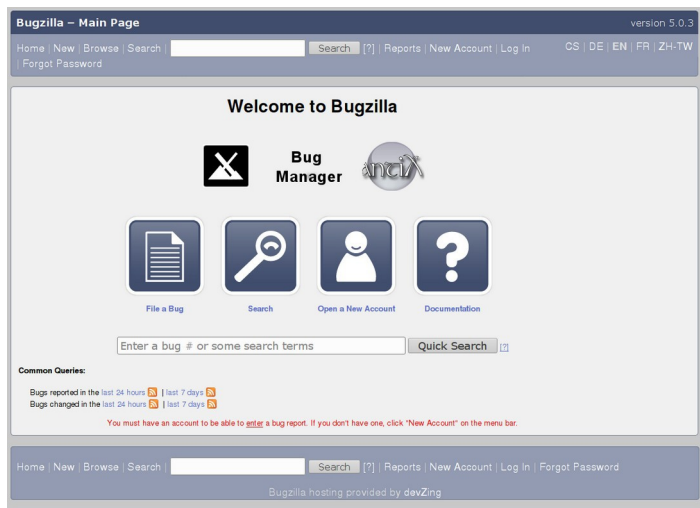 Bugzilla – Main Page
version 5.0.3
Home | New | Browse | Search | Search [?] | Reports | New Account | Log In
CS | DE | EN | FR | ZH-TW
| Forgot Password
Welcome to Bugzilla
Bug
Manager
antiX
File a Bug
Search
Open a New Account
Documentation
Enter a bug # or some search terms
Quick Search
[?]
Common Queries:
Bugs reported in the last 24 hours | last 7 days
Bugs changed in the last 24 hours | last 7 days
You must have an account to be able to enter a bug report. If you don't have one, click "New Account" on the menu bar.
Home | New | Browse | Search | Search [?] | Reports | New Account | Log In | Forgot Password
Bugzilla hosting provided by devZing